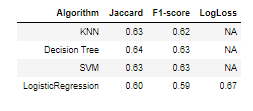 Algorithm Jaccard F1-score LogLoss
KNN 0.63 0.62 NA
Decision Tree 0.64 0.63 NA
SVM 0.63 0.63 NA
LogisticRegression 0.60 0.59 0.67